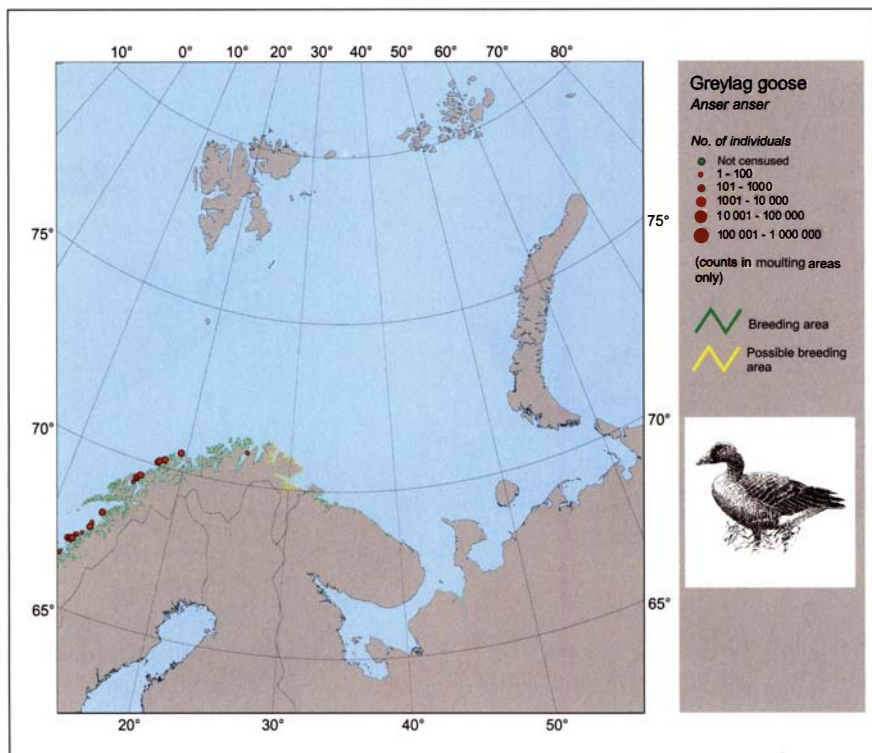 10° 0° 10° 20° 30° 40° 50° 60° 70° 80°
75° 75°
70° 70°
65° 65°
20° 30° 40° 50°
Greylag goose
Anser anser
No. of individuals
Not censused
1 - 100
101 - 1000
1001 - 10 000
10 001 - 100 000
100 001 - 1 000 000
(counts in moulting areas
only)
Breeding area
Possible breeding
area